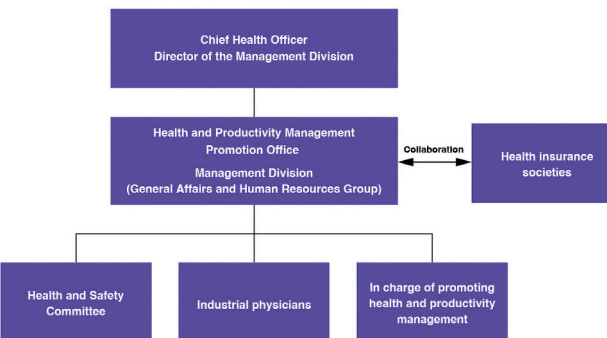 Chief Health Officer
Director of the Management Division
Health and Productivity Management
Promotion Office
Management Division
(General Affairs and Human Resources Group)
Collaboration
Health insurance
societies
Health and Safety
Committee
Industrial physicians
In charge of promoting
health and productivity
management